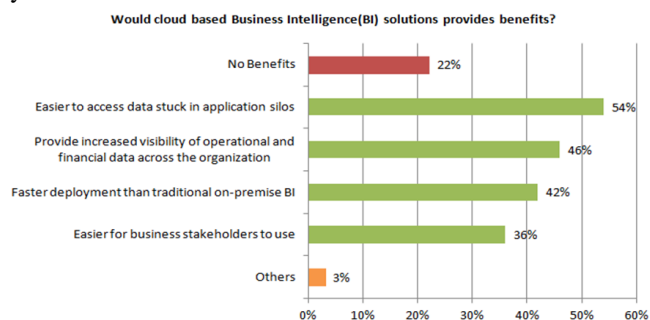 Would cloud based Business Intelligence(BI) solutions provides benefits?
No Benefits
22%
Easier to access data stuck in application silos
54%
Provide increased visibility of operational and
financial data across the organization
46%
Faster deployment than traditional on-premise BI
42%
Easier for business stakeholders to use
36%
Others
3%
0% 10% 20% 30% 40% 50% 60%